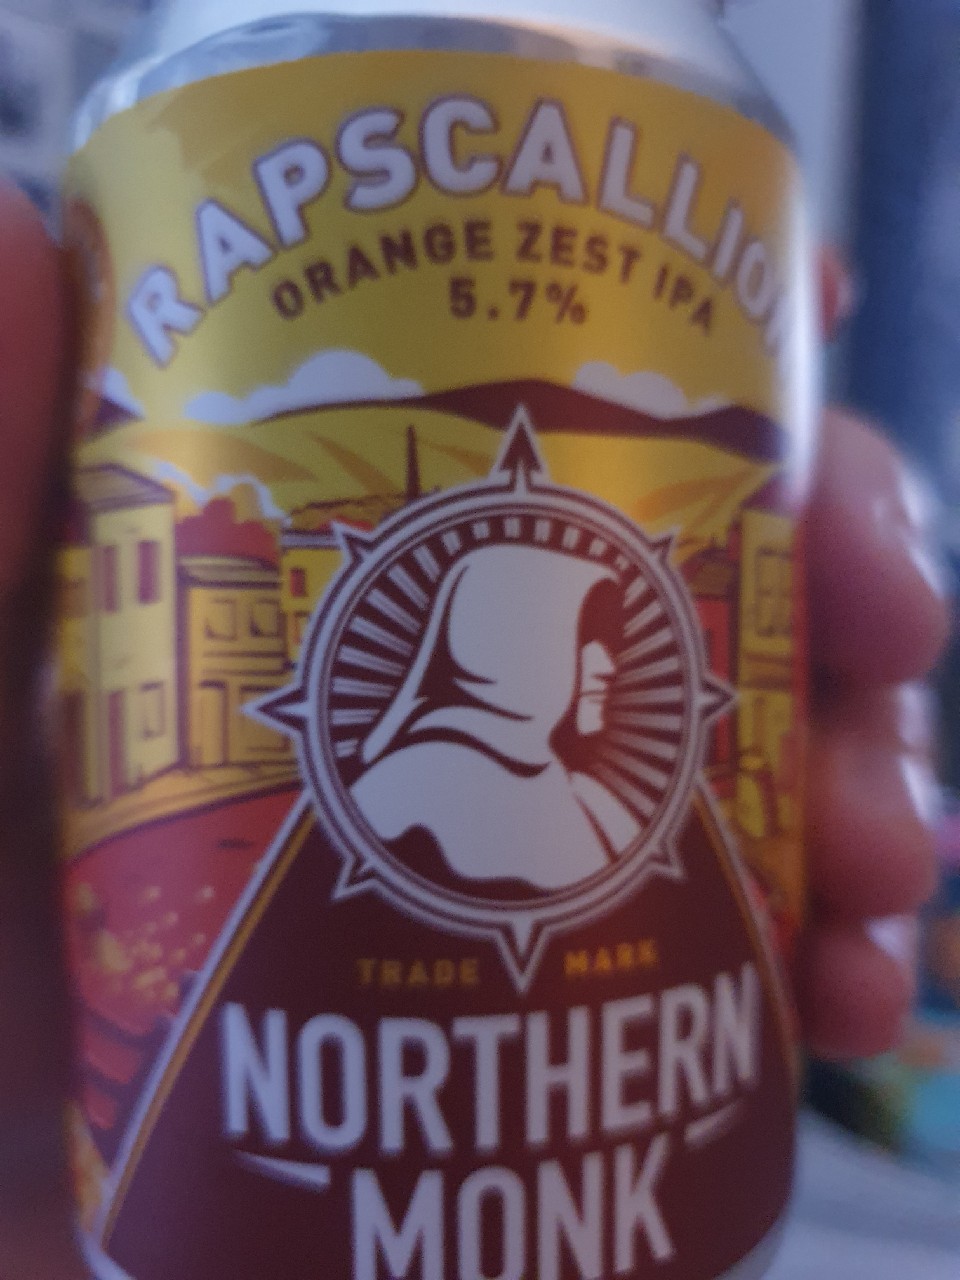 RAPSCALLION
ORANGE ZEST IPA
5.7%
TRADE MARK
NORTHERN
MONK